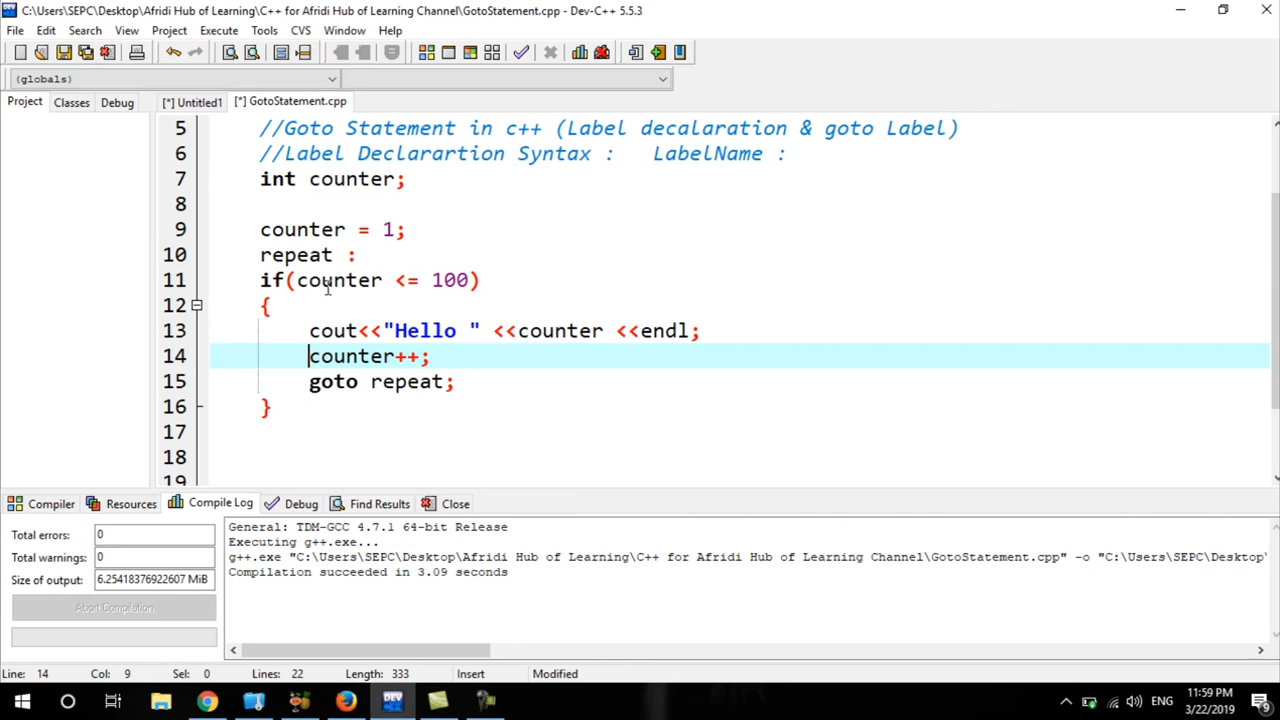 C:\Users\SEPC\Desktop\Afridi Hub of Learning\C++ for Afridi Hub of Learning Channel\GotoStatement.cpp - Dev-C++ 5.5.3
File Edit Search View Project Execute Tools CVS Window Help
(globals)
Project Classes Debug [*] Untitled1 [*] GotoStatement.cpp
5 //Goto Statement in c++ (Label decalaration & goto Label)
6 //Label Declarartion Syntax : LabelName :
7 int counter;
8
9 counter = 1;
10 repeat :
11 if(counter <= 100)
12 {
13 cout<<"Hello " <<counter <<endl;
14 counter++;
15 goto repeat;
16 }
17
18
19
Compiler Resources Compile Log Debug Find Results Close
Total errors: 0
Total warnings: 0
Size of output: 6.25418376922607 MiB
Abort Compilation
General: TDM-GCC 4.7.1 64-bit Release
Executing g++.exe...
g++.exe "C:\Users\SEPC\Desktop\Afridi Hub of Learning\C++ for Afridi Hub of Learning Channel\GotoStatement.cpp" -o "C:\Users\SEPC\Desktop
Compilation succeeded in 3.09 seconds
Line: 14 Col: 9 Sel: 0 Lines: 22 Length: 333 Insert Modified
DEV
ENG
11:59 PM
3/22/2019
9